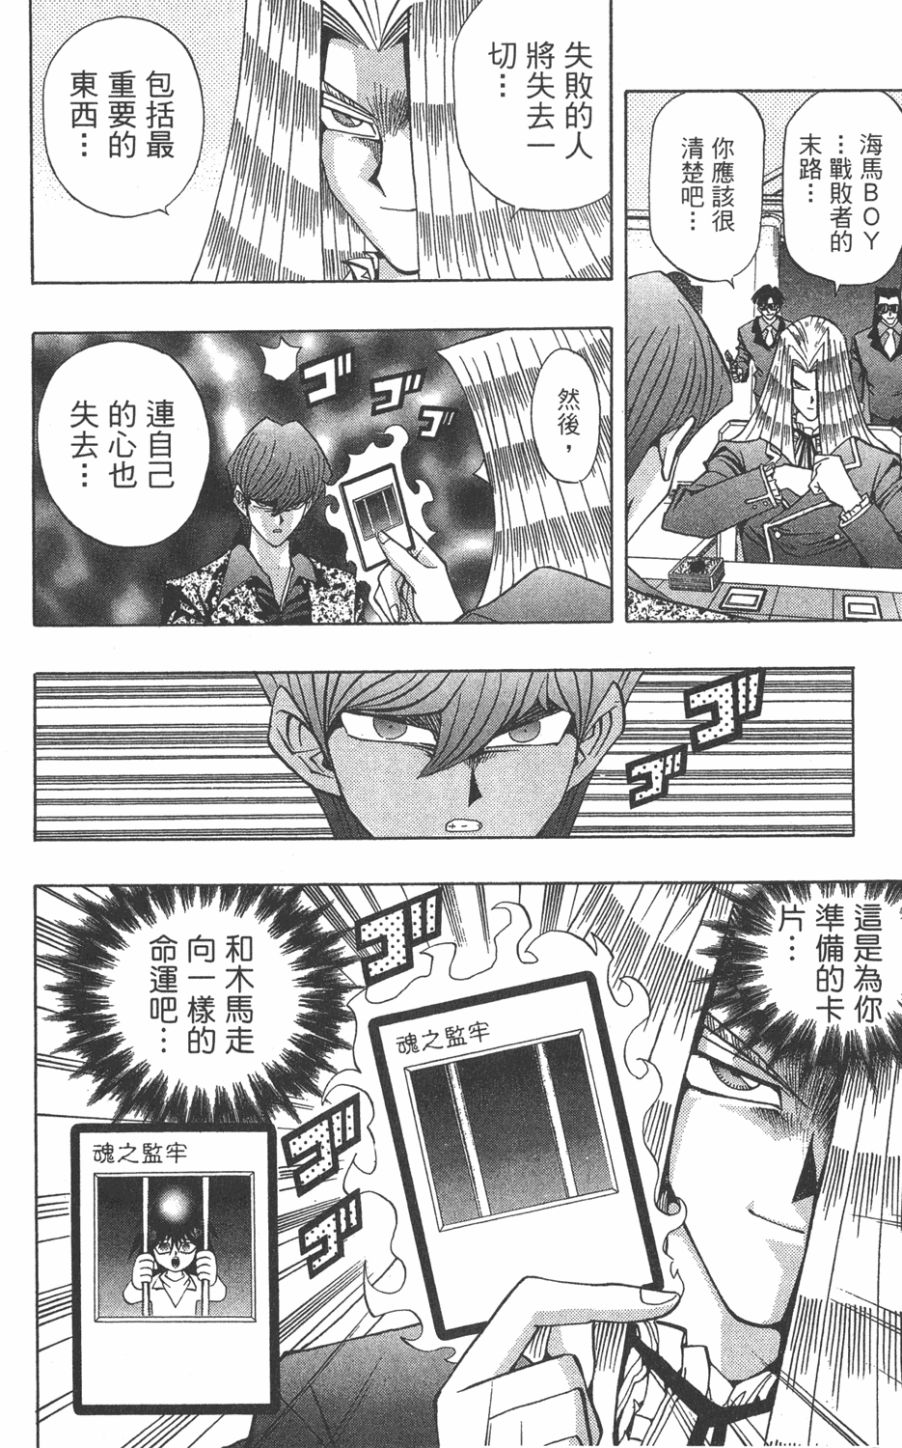 海馬BOY
…戰敗者的
末路…
你應該很
清楚吧…
失敗的人
將失去一
切…
包括最
重要的
東西…
然後，
ゴ
ゴ
ゴ
連自己
的心也
失去…
ゴ
ゴ
這是為你
準備的卡
片…
魂之監牢
ゴ
ゴ
ゴ
和木馬走
向一樣的
命運吧…
魂之監牢